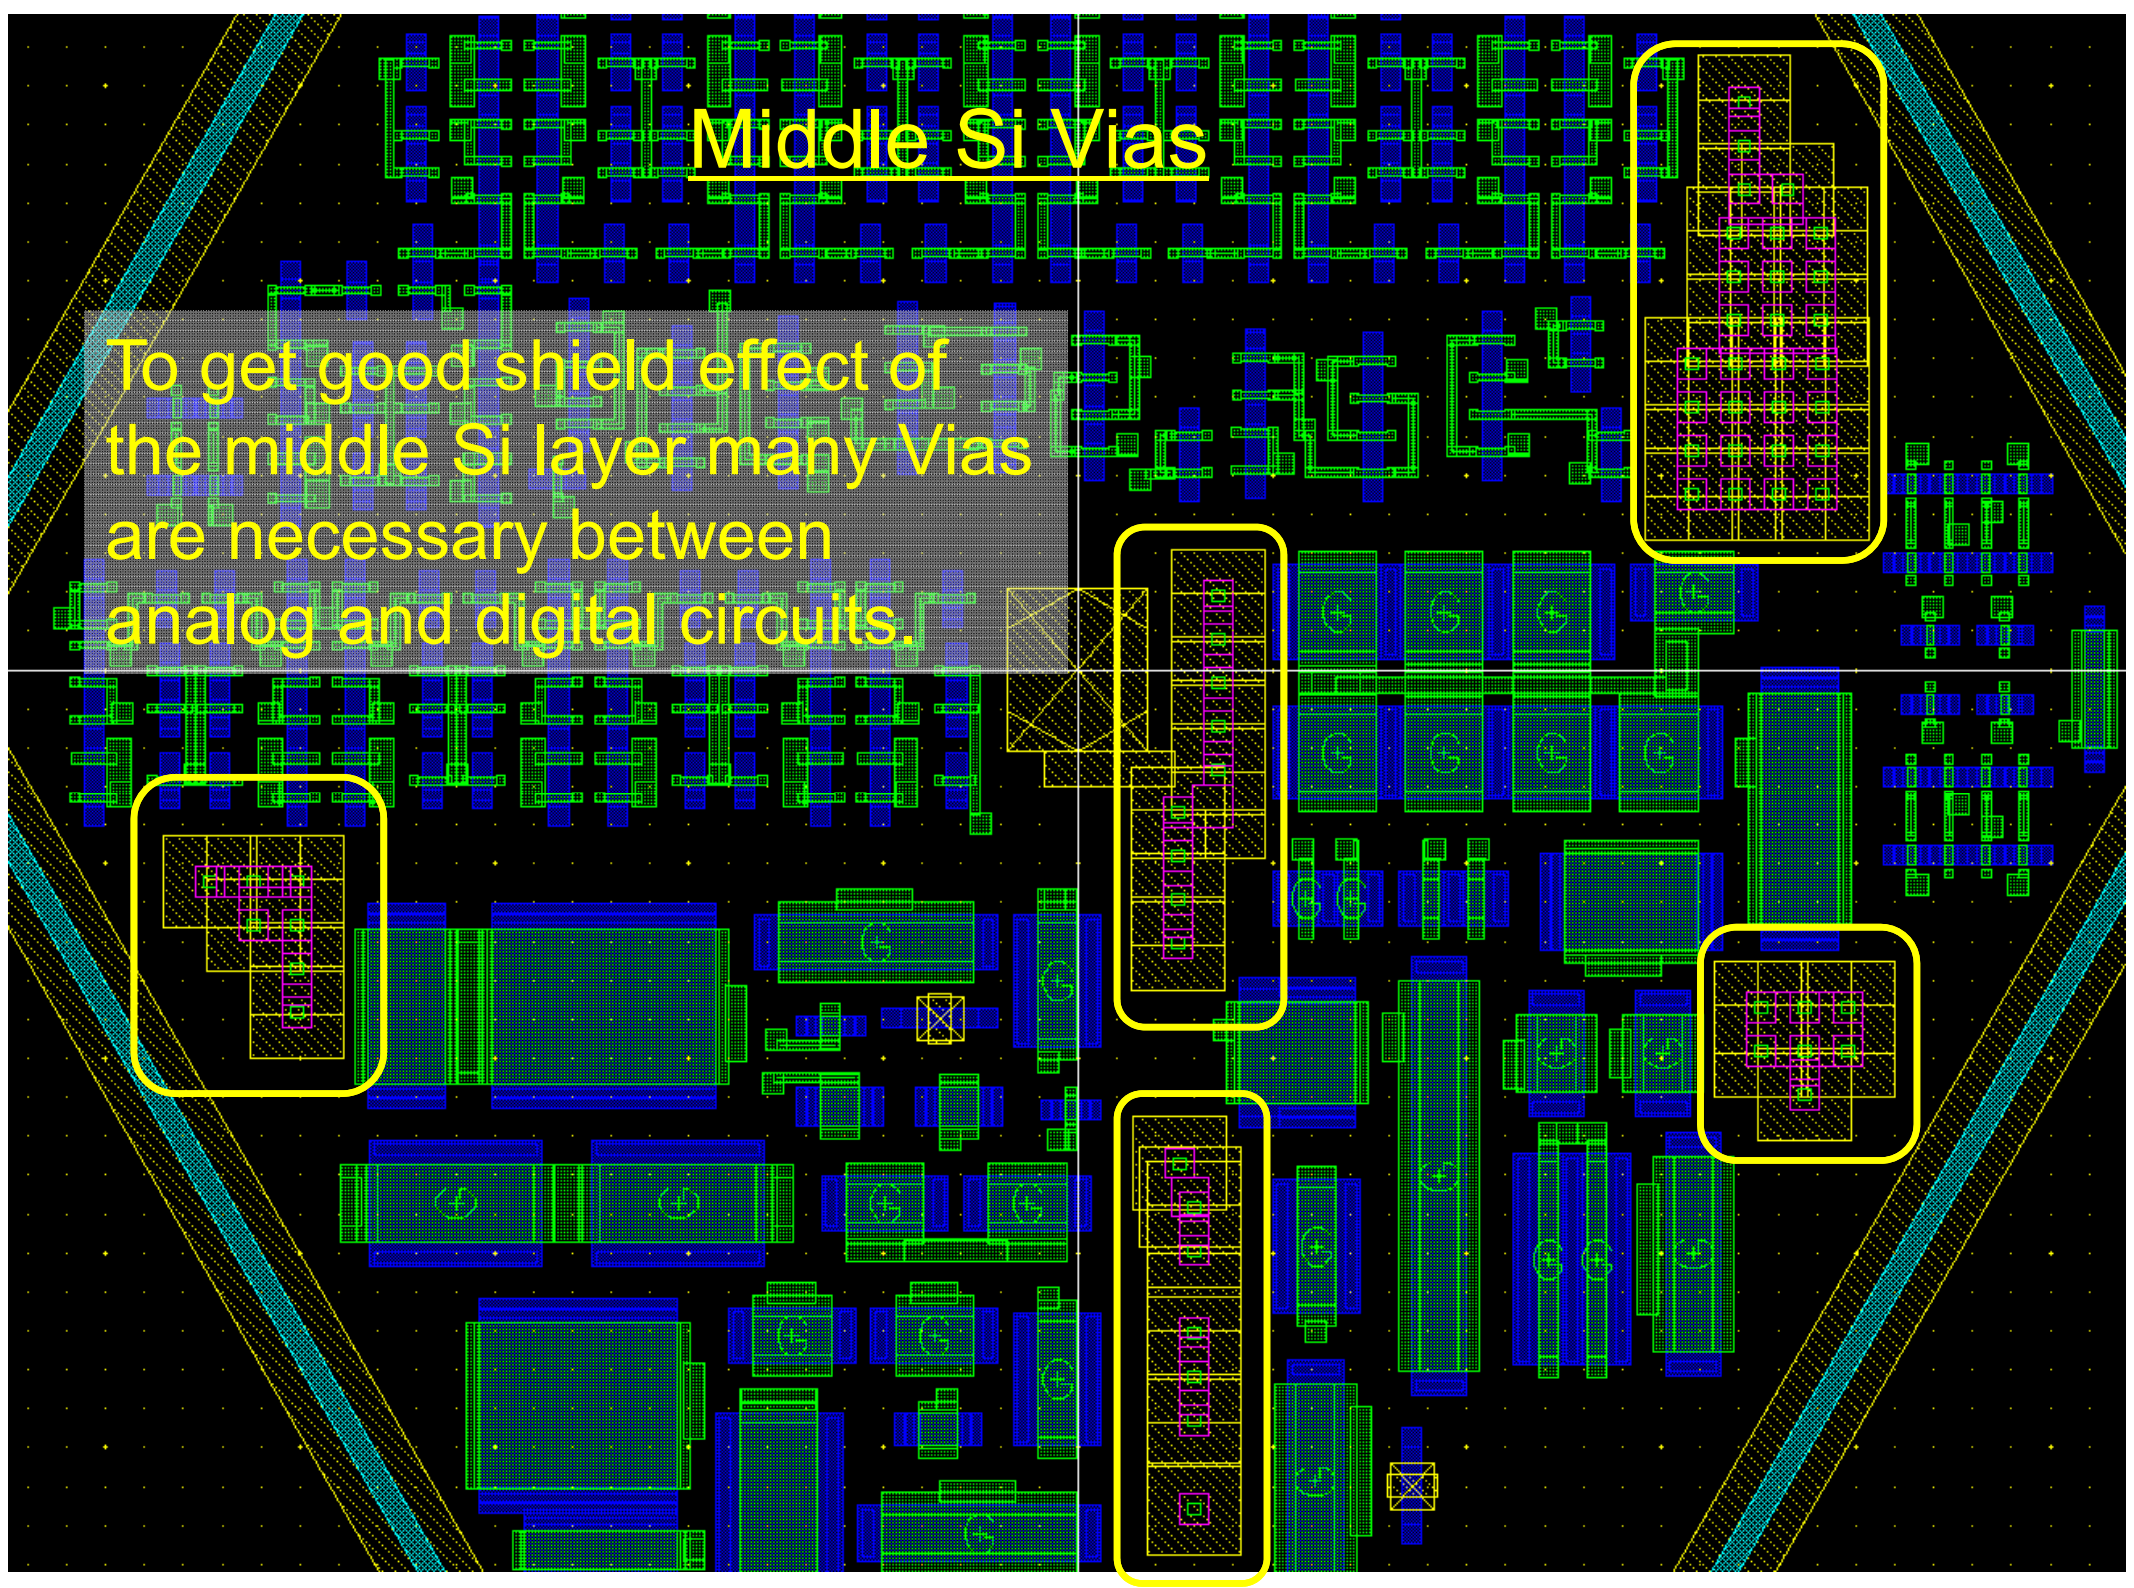 Middle Si Vias
To get good shield effect of
the middle Si layer many Vias
are necessary between
analog and digital circuits.
G G G
G
G G G G
G G
G
G
G G
G
G G G G
G G
G G
G
G G
G
G
G